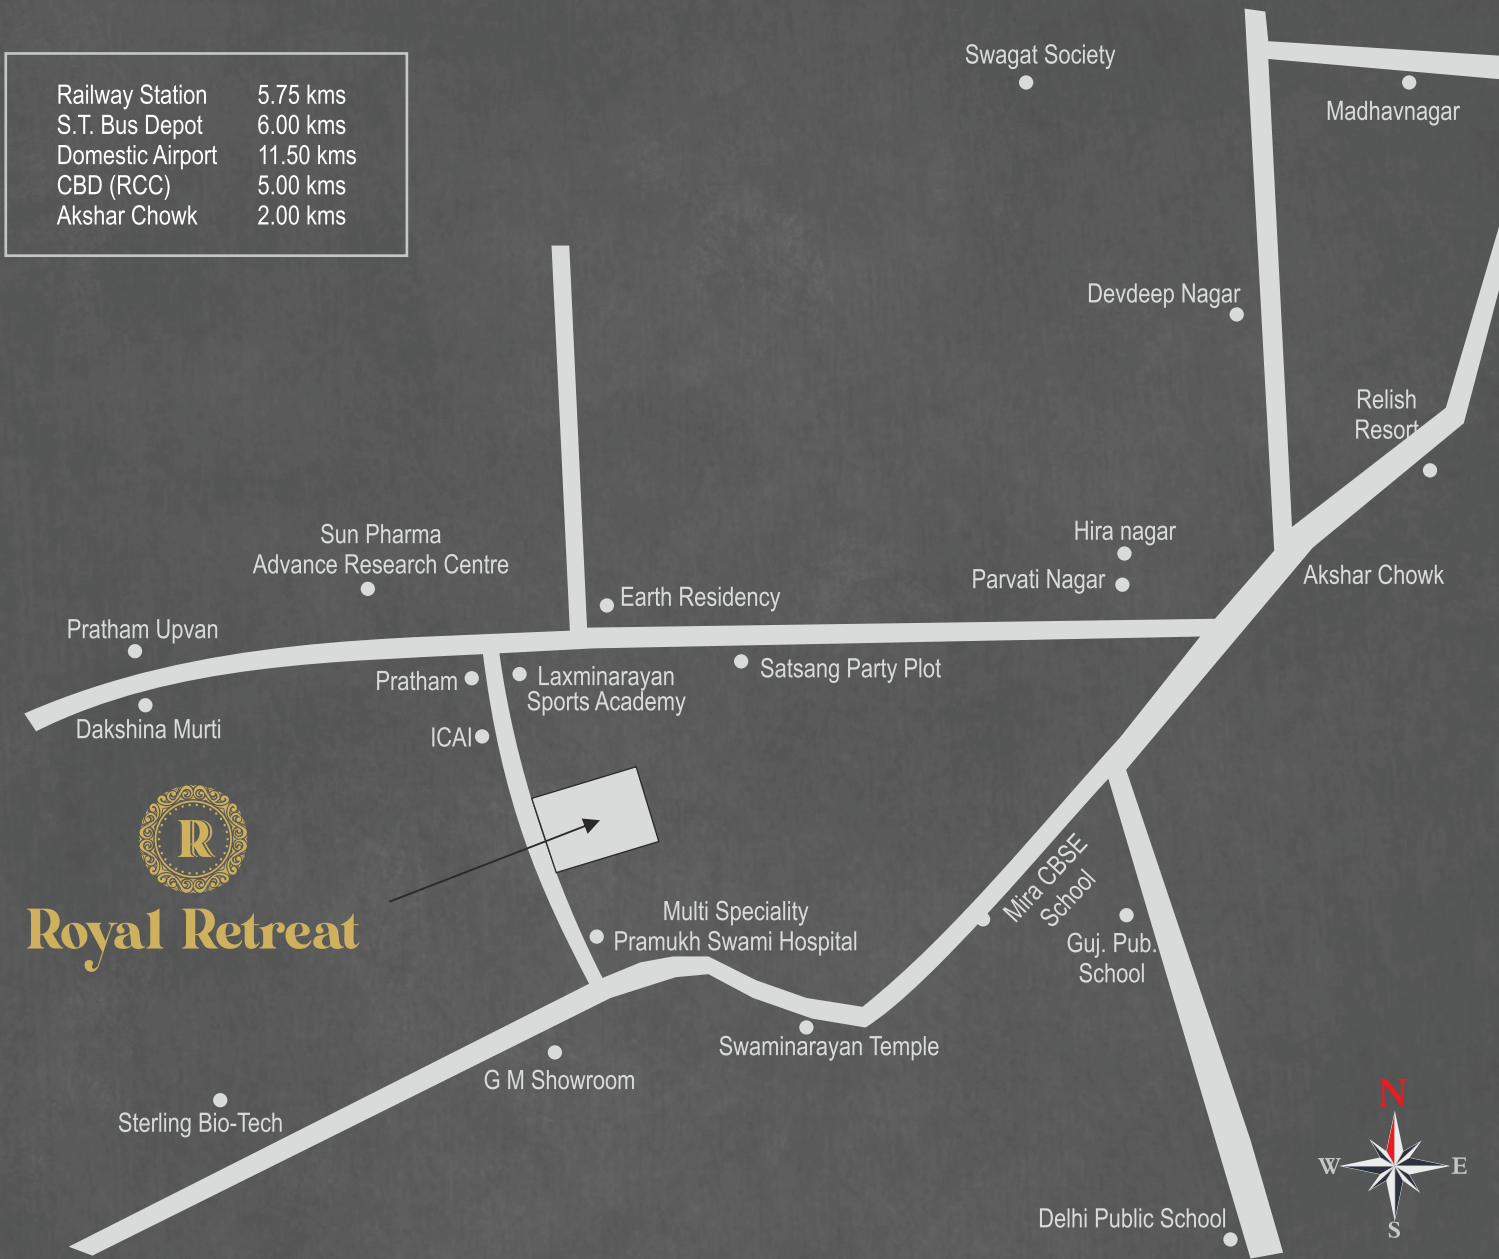 Swagat Society
Railway Station 5.75 kms
S.T. Bus Depot 6.00 kms
Domestic Airport 11.50 kms
CBD (RCC) 5.00 kms
Akshar Chowk 2.00 kms
Madhavnagar
Devdeep Nagar
Relish
Resort
Sun Pharma
Advance Research Centre
Hira nagar
Parvati Nagar
Akshar Chowk
Earth Residency
Pratham Upvan
Satsang Party Plot
Pratham
Laxminarayan
Sports Academy
Dakshina Murti
ICAI
R
Royal Retreat
Mira CBSE
School
Multi Speciality
Pramukh Swami Hospital
Guj. Pub.
School
Swaminarayan Temple
G M Showroom
Sterling Bio-Tech
N
W E
S
Delhi Public School